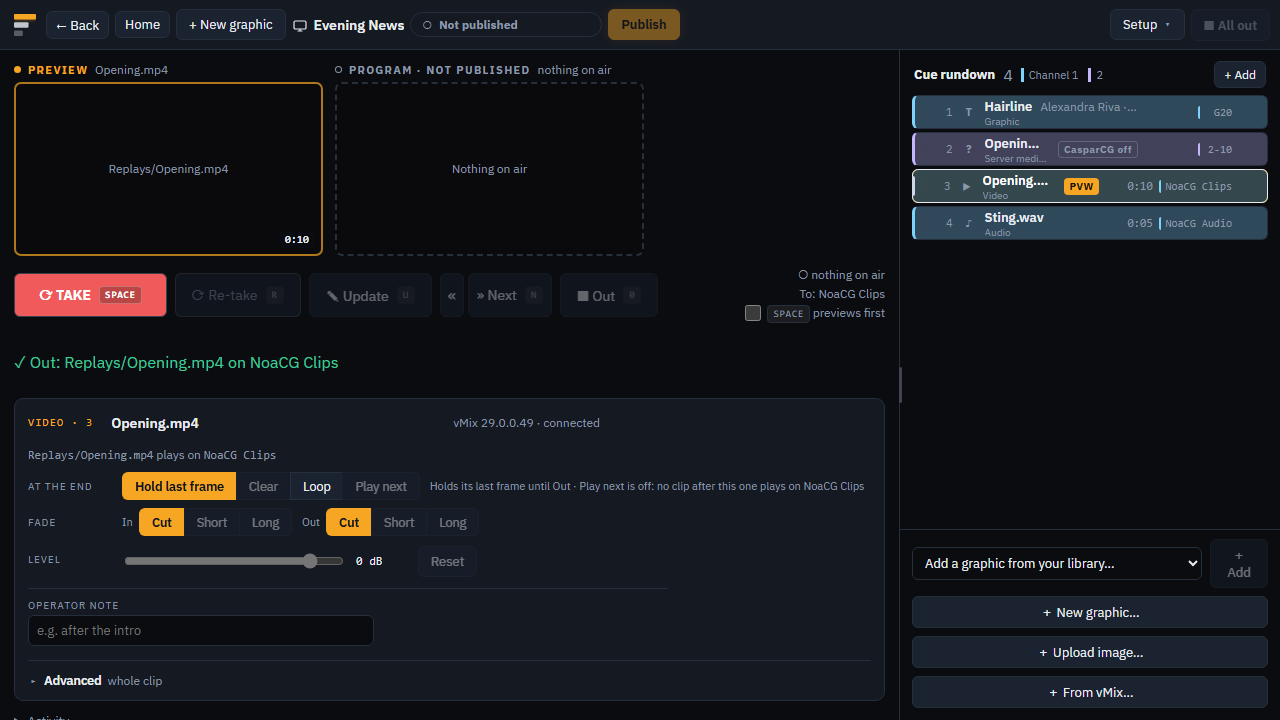 ← Back
Home
+ New graphic
Evening News
Not published
Publish
Setup
All out
PREVIEW Opening.mp4
PROGRAM · NOT PUBLISHED nothing on air
Replays/Opening.mp4
0:10
Nothing on air
TAKE SPACE
Re-take R
Update U
«
» Next N
Out 0
nothing on air
To: NoaCG Clips
SPACE previews first
✓ Out: Replays/Opening.mp4 on NoaCG Clips
VIDEO · 3 Opening.mp4
vMix 29.0.0.49 · connected
Replays/Opening.mp4 plays on NoaCG Clips
AT THE END Hold last frame Clear Loop Play next
Holds its last frame until Out · Play next is off: no clip after this one plays on NoaCG Clips
FADE In Cut Short Long Out Cut Short Long
LEVEL 0 dB Reset
OPERATOR NOTE
e.g. after the intro
Advanced whole clip
Activity
Cue rundown 4 Channel 1 2
+ Add
1 T Hairline Alexandra Riva ·... G20
Graphic
2 ? Openin... CasparCG off 2-10
Server medi...
3 Opening.... PVW 0:10 NoaCG Clips
Video
4 ♪ Sting.wav 0:05 NoaCG Audio
Audio
Add a graphic from your library...
+ Add
+ New graphic...
+ Upload image...
+ From vMix...